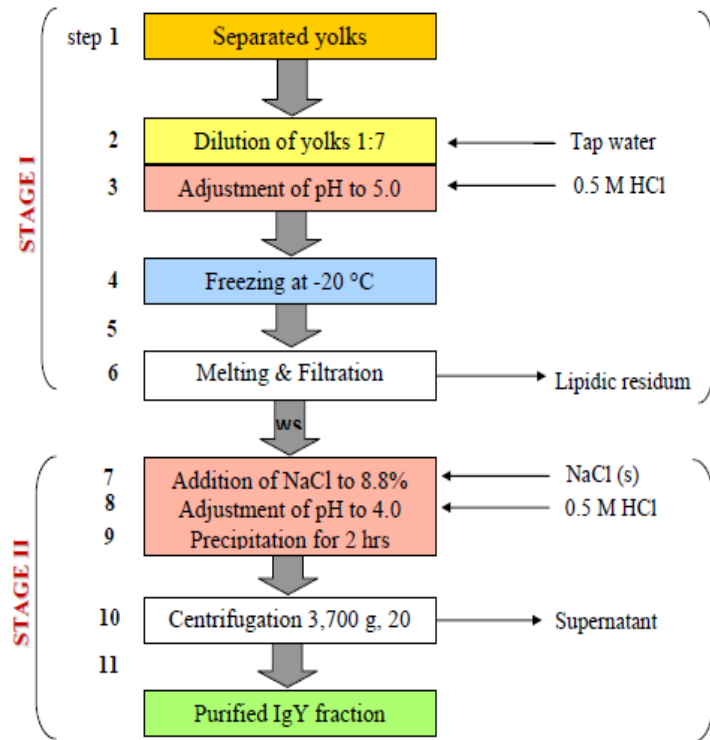 step 1 Separated yolks
2 Dilution of yolks 1:7 Tap water
3 Adjustment of pH to 5.0 0.5 M HCl
STAGE I
4 Freezing at -20 °C
5
6 Melting & Filtration Lipidic residum
ws
7 Addition of NaCl to 8.8% NaCl (s)
8 Adjustment of pH to 4.0 0.5 M HCl
9 Precipitation for 2 hrs
STAGE II
10 Centrifugation 3,700 g, 20 Supernatant
11
Purified IgY fraction